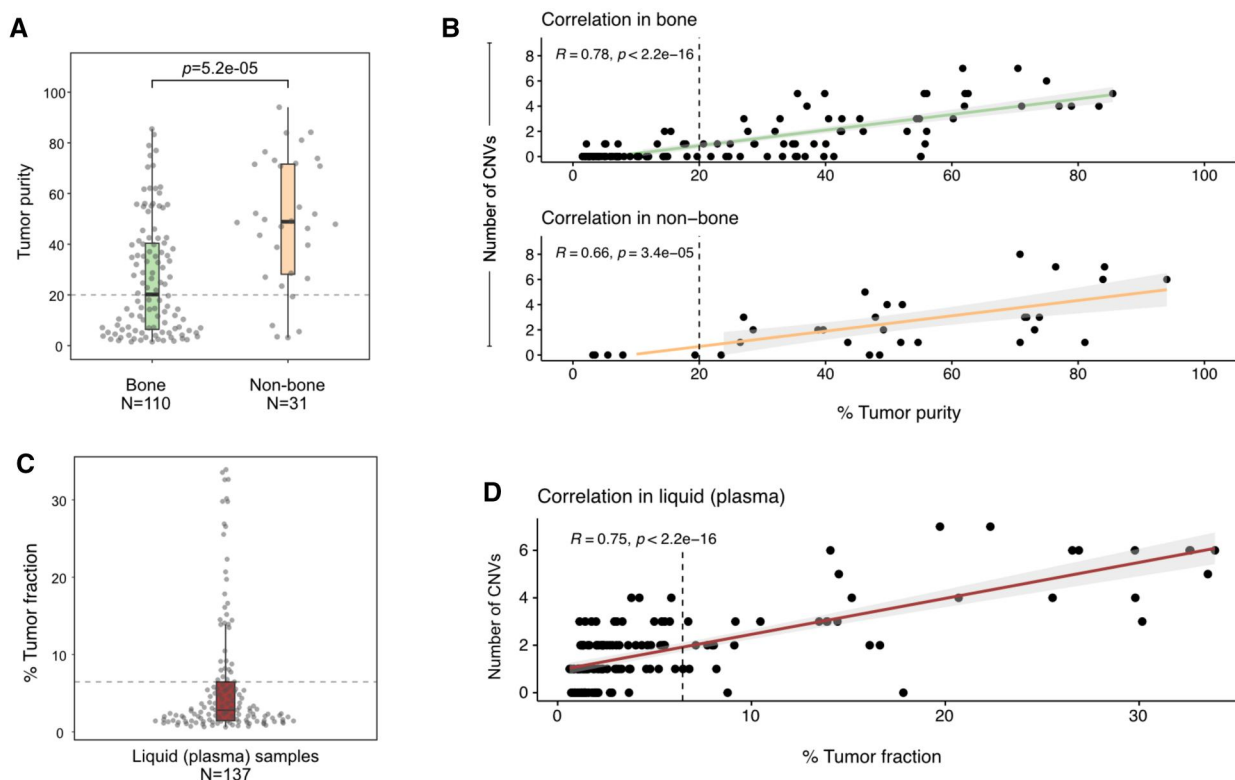 A
p=5.2e-05
Tumor purity
100
80
60
40
20
0
Bone
N=110
Non-bone
N=31
B
Correlation in bone
R = 0.78, p < 2.2e−16
Number of CNVs
8
6
4
2
0
0 20 40 60 80 100
Correlation in non−bone
R = 0.66, p = 3.4e−05
8
6
4
2
0
0 20 40 60 80 100
% Tumor purity
C
% Tumor fraction
30
20
10
0
Liquid (plasma) samples
N=137
D
Correlation in liquid (plasma)
R = 0.75, p < 2.2e−16
Number of CNVs
6
4
2
0
0 10 20 30
% Tumor fraction